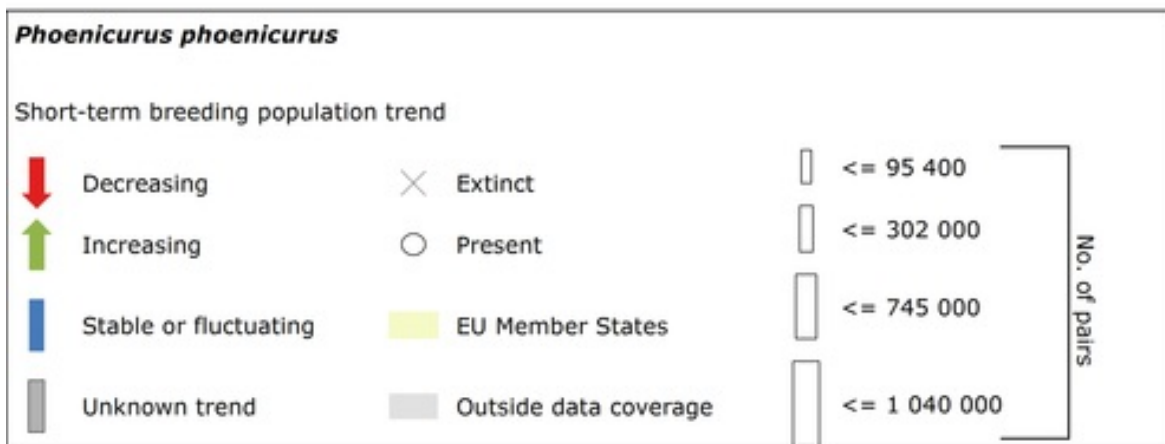 Phoenicurus phoenicurus
Short-term breeding population trend
Decreasing
Increasing
Stable or fluctuating
Unknown trend
Extinct
Present
EU Member States
Outside data coverage
<= 95 400
<= 302 000
<= 745 000
<= 1 040 000
No. of pairs